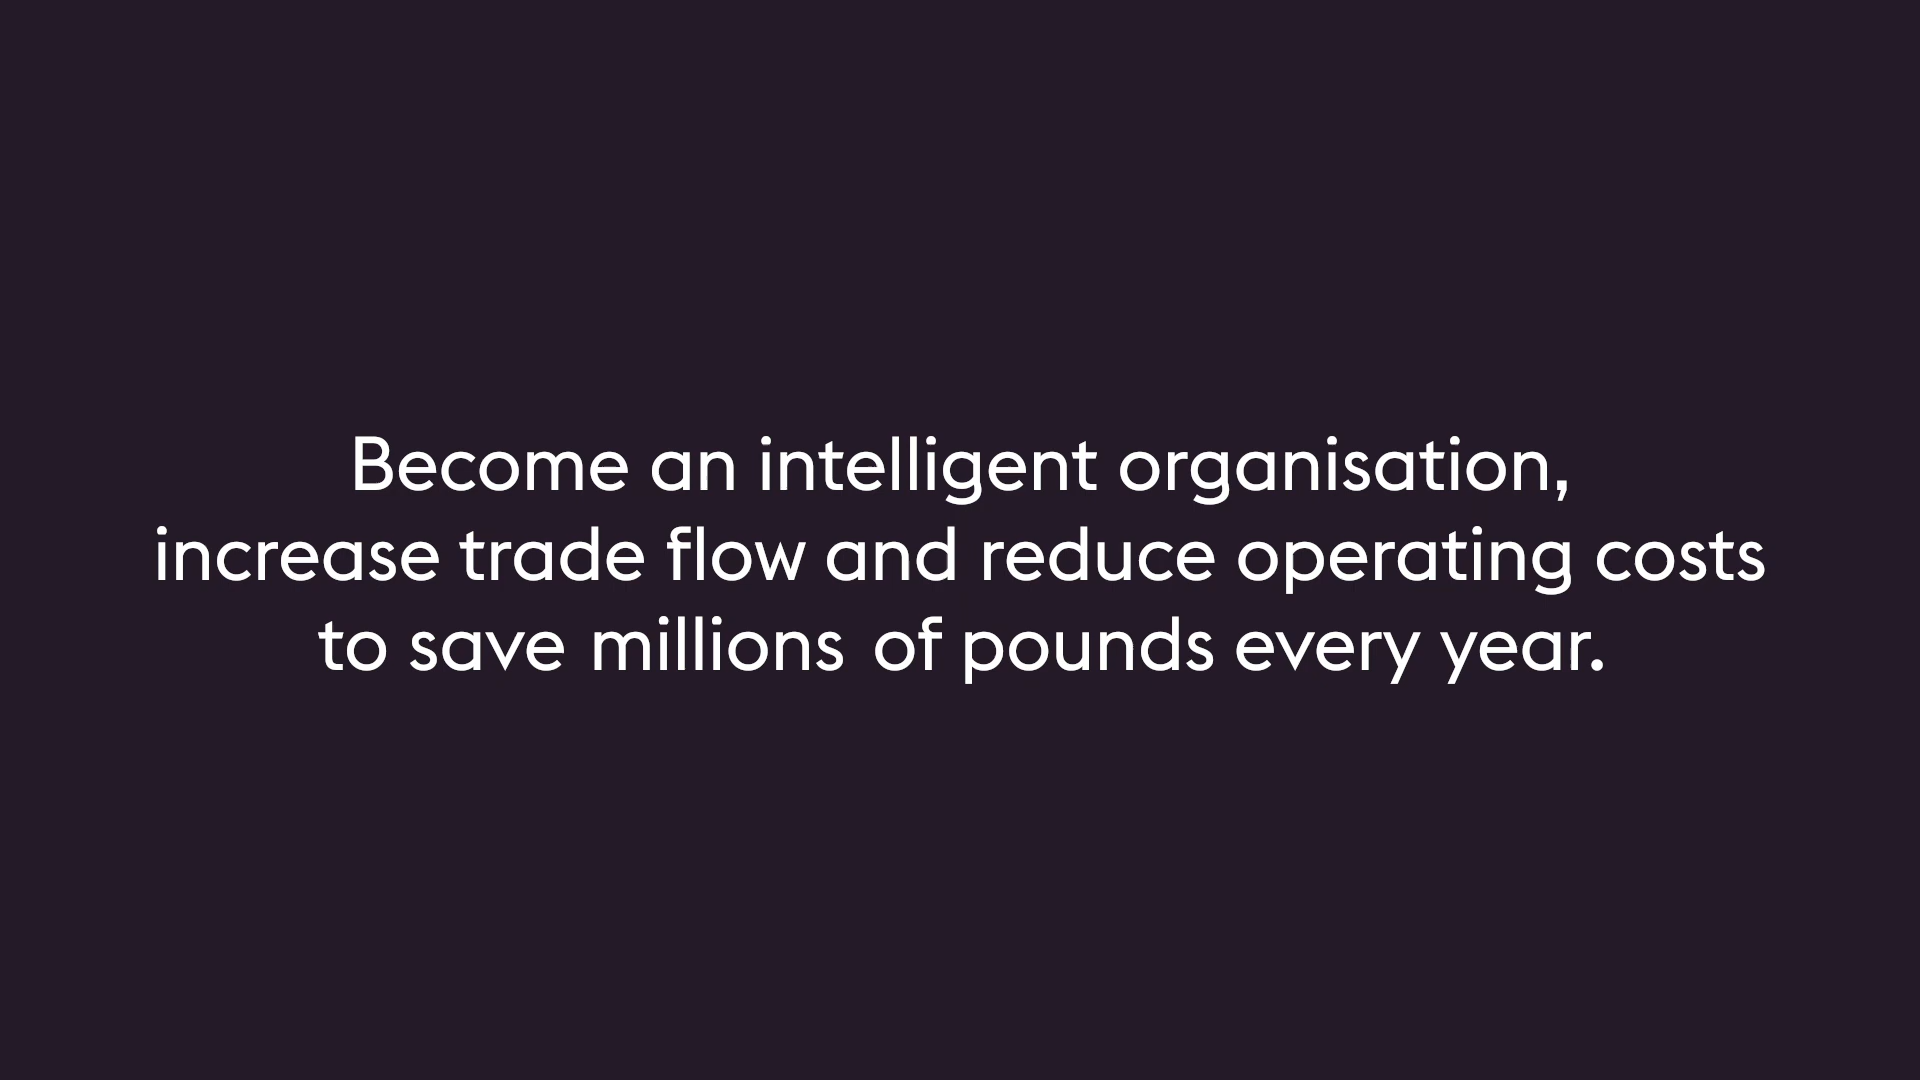 Become an intelligent organisation,
increase trade flow and reduce operating costs
to save millions of pounds every year.